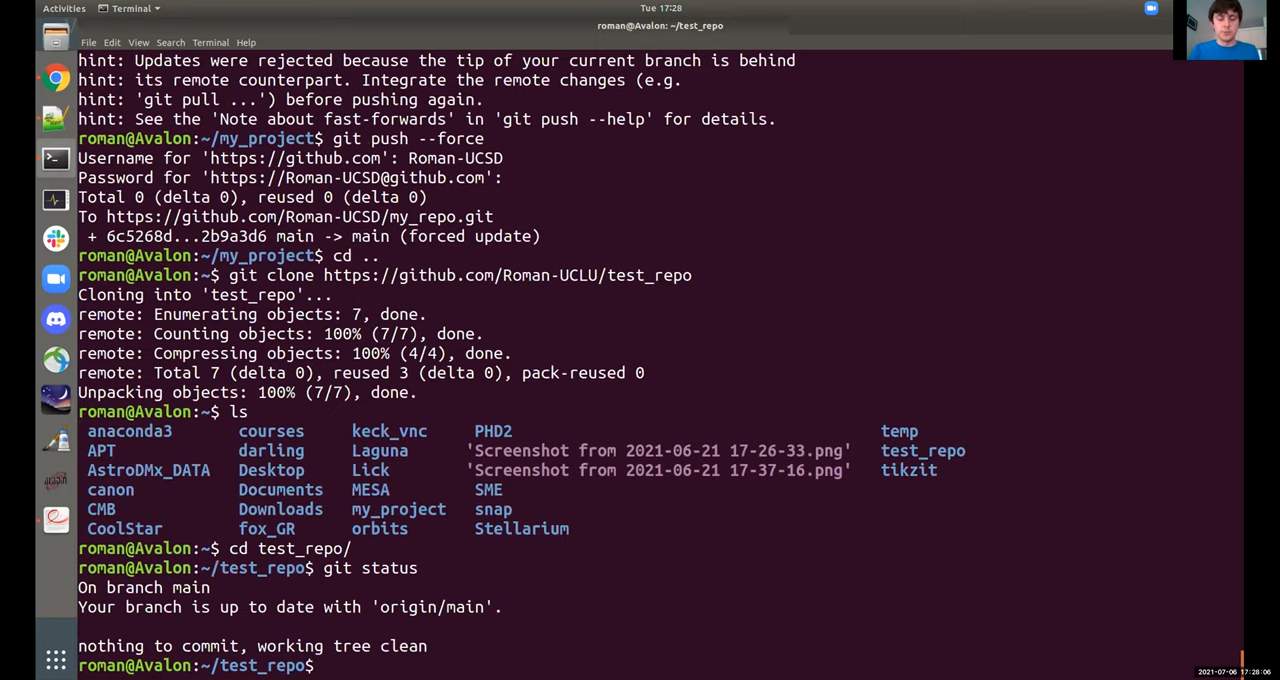 Activities Terminal Tue 17:28
roman@Avalon: ~/test_repo
File Edit View Search Terminal Help
hint: Updates were rejected because the tip of your current branch is behind
hint: its remote counterpart. Integrate the remote changes (e.g.
hint: 'git pull ...') before pushing again.
hint: See the 'Note about fast-forwards' in 'git push --help' for details.
roman@Avalon:~/my_project$ git push --force
Username for 'https://github.com': Roman-UCSD
Password for 'https://Roman-UCSD@github.com':
Total 0 (delta 0), reused 0 (delta 0)
To https://github.com/Roman-UCSD/my_repo.git
 + 6c5268d...2b9a3d6 main -> main (forced update)
roman@Avalon:~/my_project$ cd ..
roman@Avalon:~$ git clone https://github.com/Roman-UCLU/test_repo
Cloning into 'test_repo'...
remote: Enumerating objects: 7, done.
remote: Counting objects: 100% (7/7), done.
remote: Compressing objects: 100% (4/4), done.
remote: Total 7 (delta 0), reused 3 (delta 0), pack-reused 0
Unpacking objects: 100% (7/7), done.
roman@Avalon:~$ ls
anaconda3 courses keck_vnc PHD2 temp
APT darling Laguna 'Screenshot from 2021-06-21 17-26-33.png' test_repo
AstroDMx_DATA Desktop Lick 'Screenshot from 2021-06-21 17-37-16.png' tikzit
canon Documents MESA SME
CMB Downloads my_project snap
CoolStar fox_GR orbits Stellarium
roman@Avalon:~$ cd test_repo/
roman@Avalon:~/test_repo$ git status
On branch main
Your branch is up to date with 'origin/main'.
nothing to commit, working tree clean
roman@Avalon:~/test_repo$
2021-07-06 17:28:06